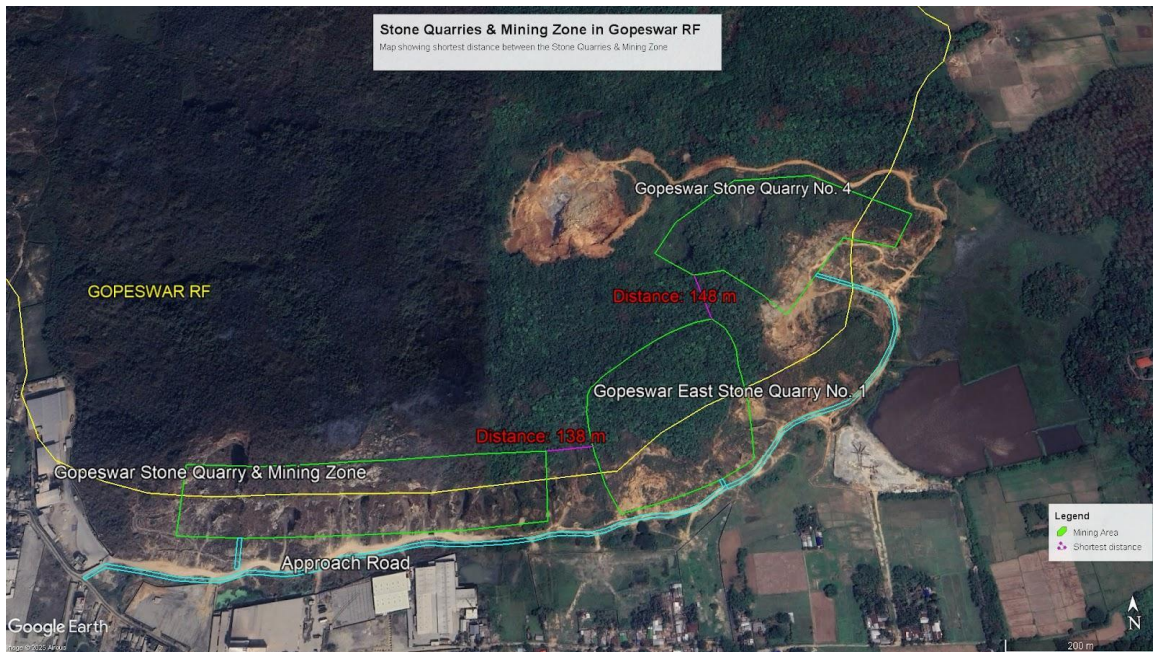 Stone Quarries & Mining Zone in Gopeswar RF
Map showing shortest distance between the Stone Quarries & Mining Zone
Gopeswar Stone Quarry No. 4
GOPESWAR RF
Distance: 148 m
Gopeswar East Stone Quarry No. 1
Distance: 138 m
Gopeswar Stone Quarry & Mining Zone
Legend
Mining Area
Shortest distance
Approach Road
Google Earth
N
200 m
© 2025 Airbus